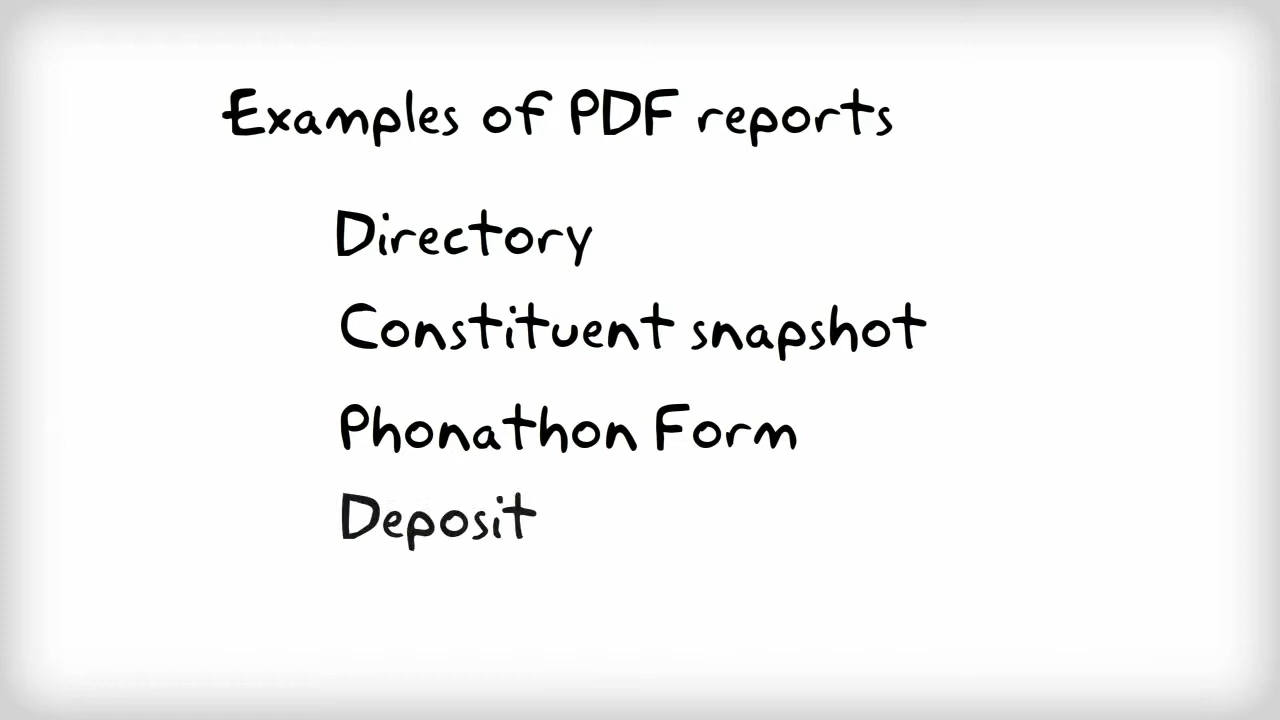 Examples of PDF reports
Directory
Constituent snapshot
Phonathon Form
Deposit